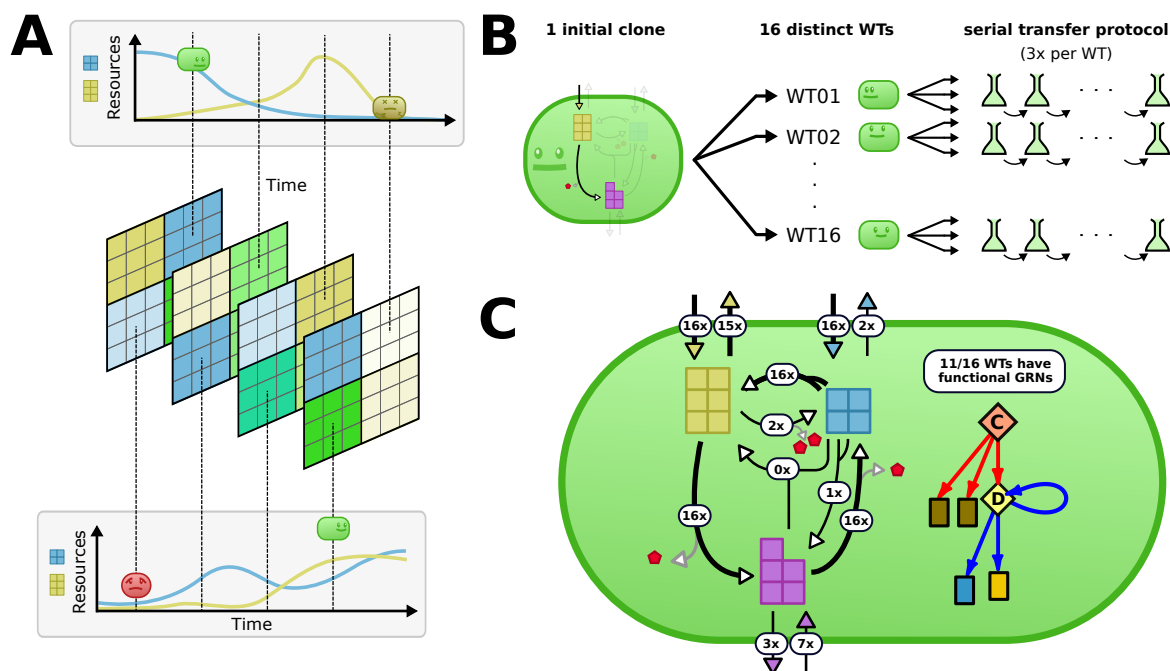 A
Resources
Time
Resources
Time
B
1 initial clone
16 distinct WTs
serial transfer protocol
(3x per WT)
WT01
WT02
.
.
.
WT16
. . .
. . .
. . .
C
16x
15x
16x
2x
16x
2x
0x
1x
16x
16x
3x
7x
11/16 WTs have
functional GRNs
C
D